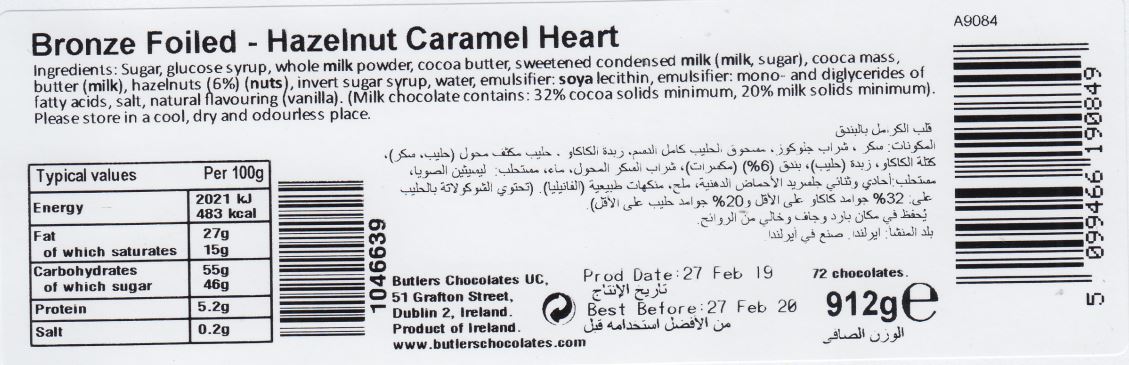 A9084
Bronze Foiled - Hazelnut Caramel Heart
Ingredients: Sugar, glucose syrup, whole milk powder, cocoa butter, sweetened condensed milk (milk, sugar), cooca mass,
butter (milk), hazelnuts (6%) (nuts), invert sugar syrup, water, emulsifier: soya lecithin, emulsifier: mono- and diglycerides of
fatty acids, salt, natural flavouring (vanilla). (Milk chocolate contains: 32% cocoa solids minimum, 20% milk solids minimum).
Please store in a cool, dry and odourless place.
قلب الكرامل بالبندق
المكونات: سكر ، شراب جلوكوز، مسحوق الحليب كامل الدسم، زبدة الكاكاو ، حليب مكثف محول (حليب، سكر)،
كتلة الكاكاو ، زبدة (حليب)، بندق (6%) (مكسرات)، شراب السكر المحول، ماء، مستحلب: ليسيثين الصويا،
مستحلب:أحادي وثنائي جلسريد الأحماض الدهنية، ملح، منكهات طبيعية (الفانيليا). (تحتوي الشوكولاتة بالحليب
على: 32% جوامد كاكاو على الأقل و20% جوامد حليب على الأقل).
يُحفظ في مكان بارد وجاف وخالي من الروائح.
بلد المنشأ: ايرلندا. صنع في أيرلندا.
Typical values Per 100g
Energy 2021 kJ
483 kcal
Fat 27g
of which saturates 15g
Carbohydrates 55g
of which sugar 46g
Protein 5.2g
Salt 0.2g
1046639
Butlers Chocolates UC,
51 Grafton Street,
Dublin 2, Ireland.
Product of Ireland.
www.butlerschocolates.com
Prod Date:27 Feb 19
تاريخ الإنتاج
Best Before:27 Feb 20
من الأفضل استخدامه قبل
72 chocolates.
912g e
الوزن الصافي
5 099466 190849